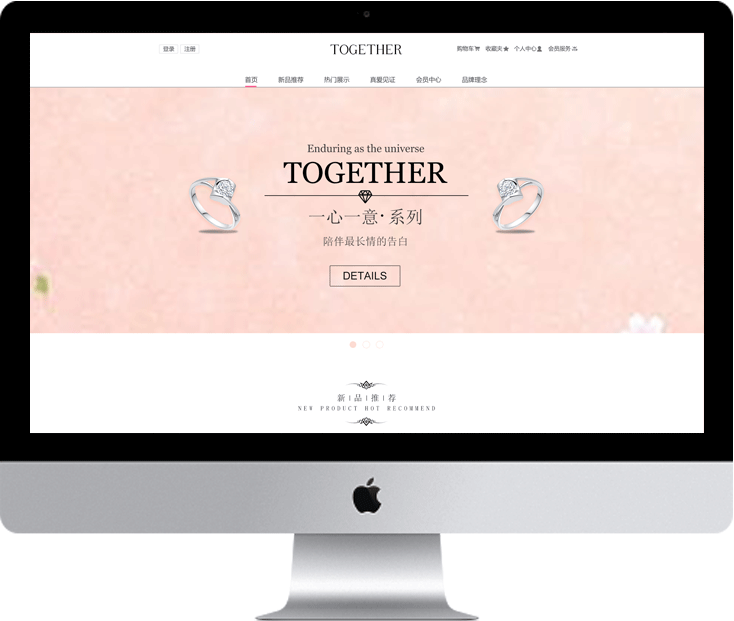 登录 注册
TOGETHER
购物车 收藏夹 个人中心 会员服务
首页 新品推荐 热门展示 真爱见证 会员中心 品牌理念
Enduring as the universe
TOGETHER
一心一意·系列
陪伴最长情的告白
DETAILS
新|品|推|荐
NEW PRODUCT HOT RECOMMEND